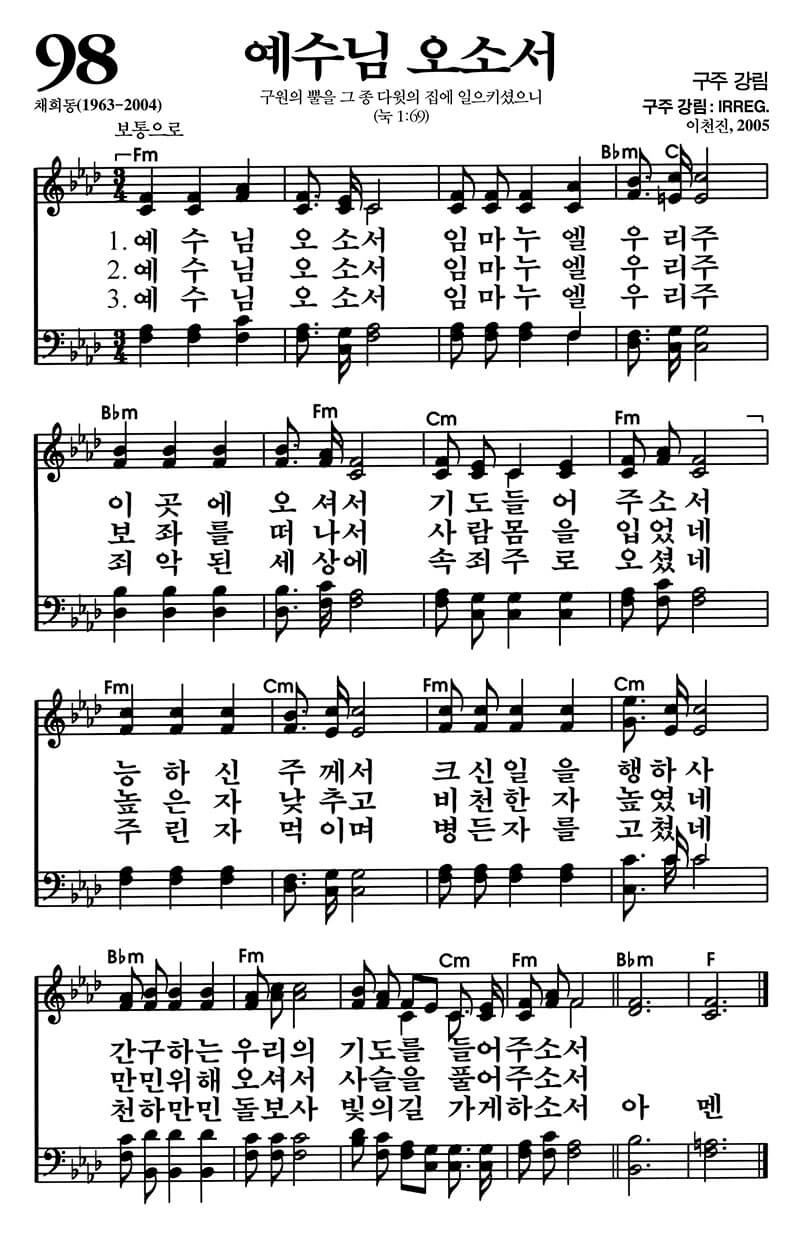 98
예수님 오소서
구주 강림
채희동(1963-2004)
구원의 뿔을 그 종 다윗의 집에 일으키셨으니
(눅 1:69)
구주 강림 : IRREG.
이천진, 2005
보통으로
Fm B♭m C
3/4
1. 예 수 님 오 소 서 임 마 누 엘 우 리 주
2. 예 수 님 오 소 서 임 마 누 엘 우 리 주
3. 예 수 님 오 소 서 임 마 누 엘 우 리 주
3/4
B♭m Fm Cm Fm
이 곳 에 오 셔 서 기 도 들 어 주 소 서
보 좌 를 떠 나 서 사 람 몸 을 입 었 네
죄 악 된 세 상 에 속 죄 주 로 오 셨 네
Fm Cm Fm Cm
능 하 신 주 께 서 크 신 일 을 행 하 사
높 은 자 낮 추 고 비 천 한 자 높 였 네
주 린 자 먹 이 며 병 든 자 를 고 쳤 네
B♭m Fm Cm Fm B♭m F
간구하는 우리의 기도를 들어주소서
만민위해 오셔서 사슬을 풀어주소서
천하만민 돌보사 빛의길 가게하소서 아 멘